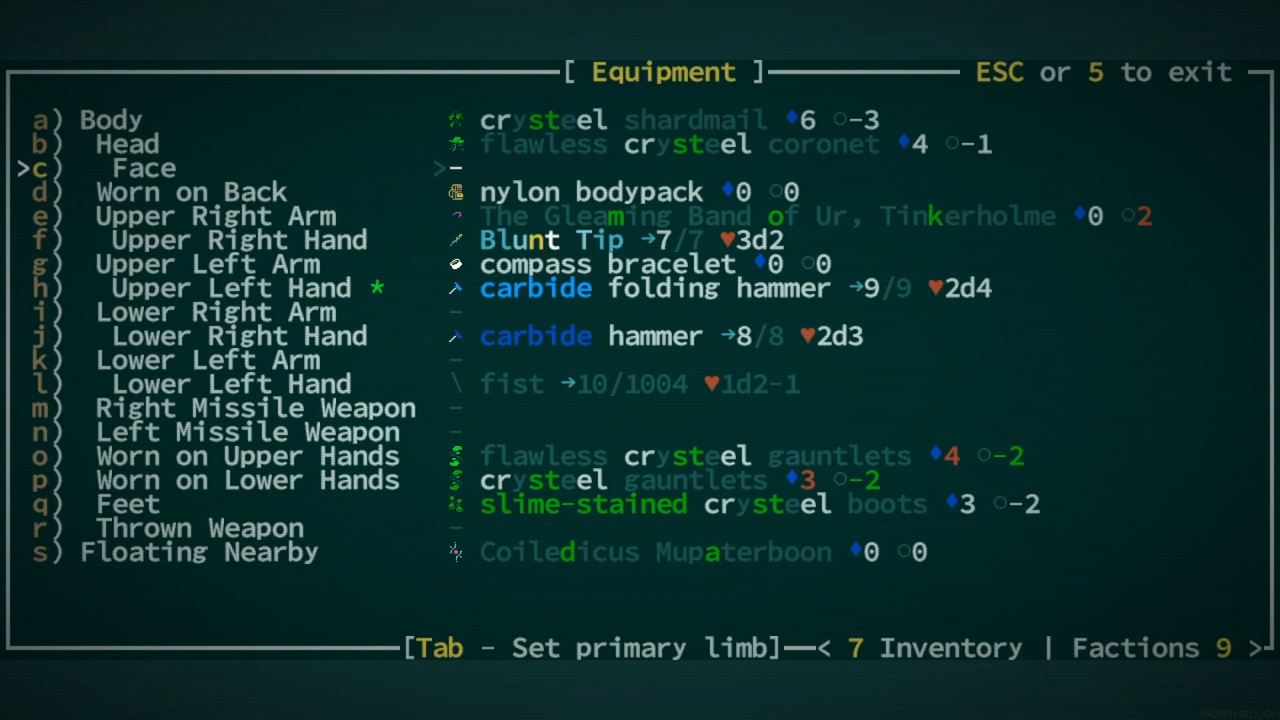 [ Equipment ] ESC or 5 to exit
a) Body crysteel shardmail ♦6 ○-3
b) Head flawless crysteel coronet ♦4 ○-1
>c) Face >-
d) Worn on Back nylon bodypack ♦0 ○0
e) Upper Right Arm The Gleaming Band of Ur, Tinkerholme ♦0 ○2
f) Upper Right Hand Blunt Tip →7/7 ♥3d2
g) Upper Left Arm compass bracelet ♦0 ○0
h) Upper Left Hand * carbide folding hammer →9/9 ♥2d4
i) Lower Right Arm -
j) Lower Right Hand carbide hammer →8/8 ♥2d3
k) Lower Left Arm -
l) Lower Left Hand \ fist →10/1004 ♥1d2-1
m) Right Missile Weapon -
n) Left Missile Weapon -
o) Worn on Upper Hands flawless crysteel gauntlets ♦4 ○-2
p) Worn on Lower Hands crysteel gauntlets ♦3 ○-2
q) Feet slime-stained crysteel boots ♦3 ○-2
r) Thrown Weapon -
s) Floating Nearby Coiledicus Mupaterboon ♦0 ○0
[Tab - Set primary limb] < 7 Inventory | Factions 9 >